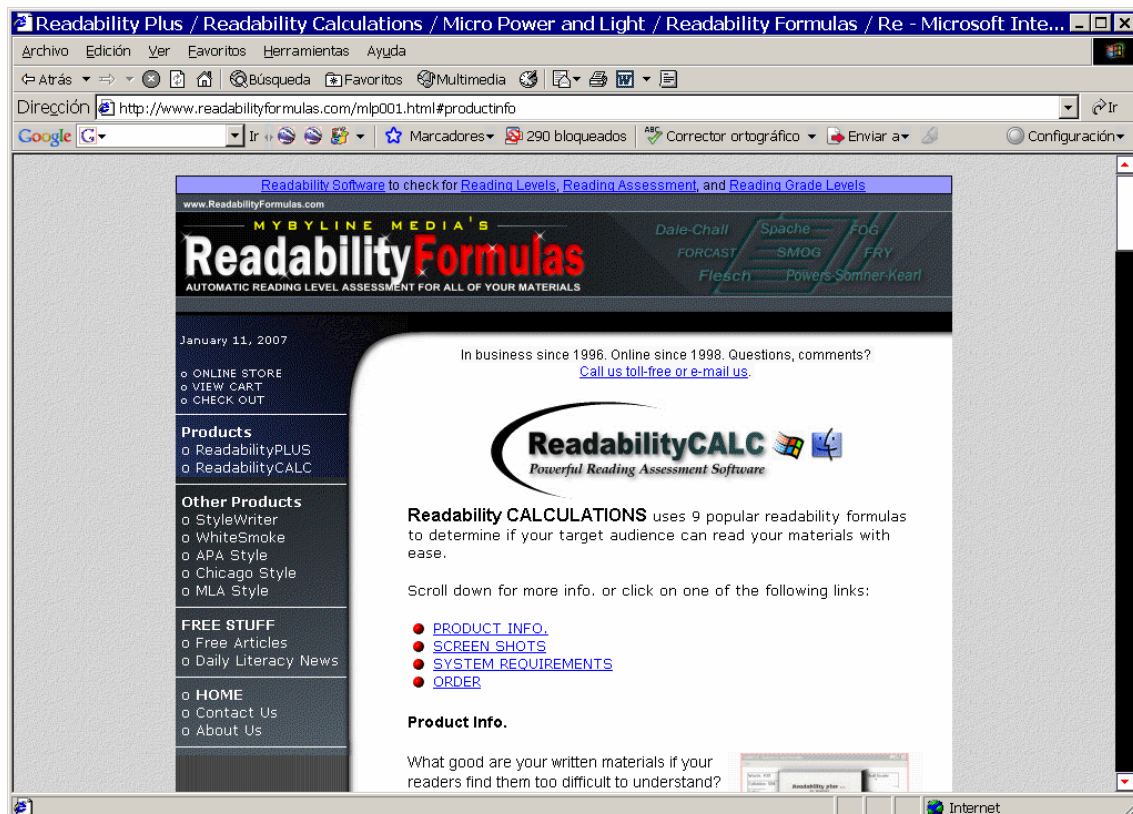 Readability Plus / Readability Calculations / Micro Power and Light / Readability Formulas / Re - Microsoft Inte...
Archivo Edición Ver Favoritos Herramientas Ayuda
Atrás Búsqueda Favoritos Multimedia
Dirección http://www.readabilityformulas.com/mlp001.html#productinfo Ir
Google G Ir Marcadores 290 bloqueados ABC Corrector ortográfico Enviar a Configuración
Readability Software to check for Reading Levels, Reading Assessment, and Reading Grade Levels
www.ReadabilityFormulas.com
MYBYLINE MEDIA'S
ReadabilityFormulas
AUTOMATIC READING LEVEL ASSESSMENT FOR ALL OF YOUR MATERIALS
Dale-Chall Spache FOG
FORCAST SMOG FRY
Flesch Powers-Somner-Kearl
January 11, 2007
o ONLINE STORE
o VIEW CART
o CHECK OUT
Products
o ReadabilityPLUS
o ReadabilityCALC
Other Products
o StyleWriter
o WhiteSmoke
o APA Style
o Chicago Style
o MLA Style
FREE STUFF
o Free Articles
o Daily Literacy News
o HOME
o Contact Us
o About Us
In business since 1996. Online since 1998. Questions, comments?
Call us toll-free or e-mail us.
ReadabilityCALC
Powerful Reading Assessment Software
Readability CALCULATIONS uses 9 popular readability formulas
to determine if your target audience can read your materials with
ease.
Scroll down for more info. or click on one of the following links:
PRODUCT INFO.
SCREEN SHOTS
SYSTEM REQUIREMENTS
ORDER
Product Info.
What good are your written materials if your
readers find them too difficult to understand?
Readability plus ...
Internet